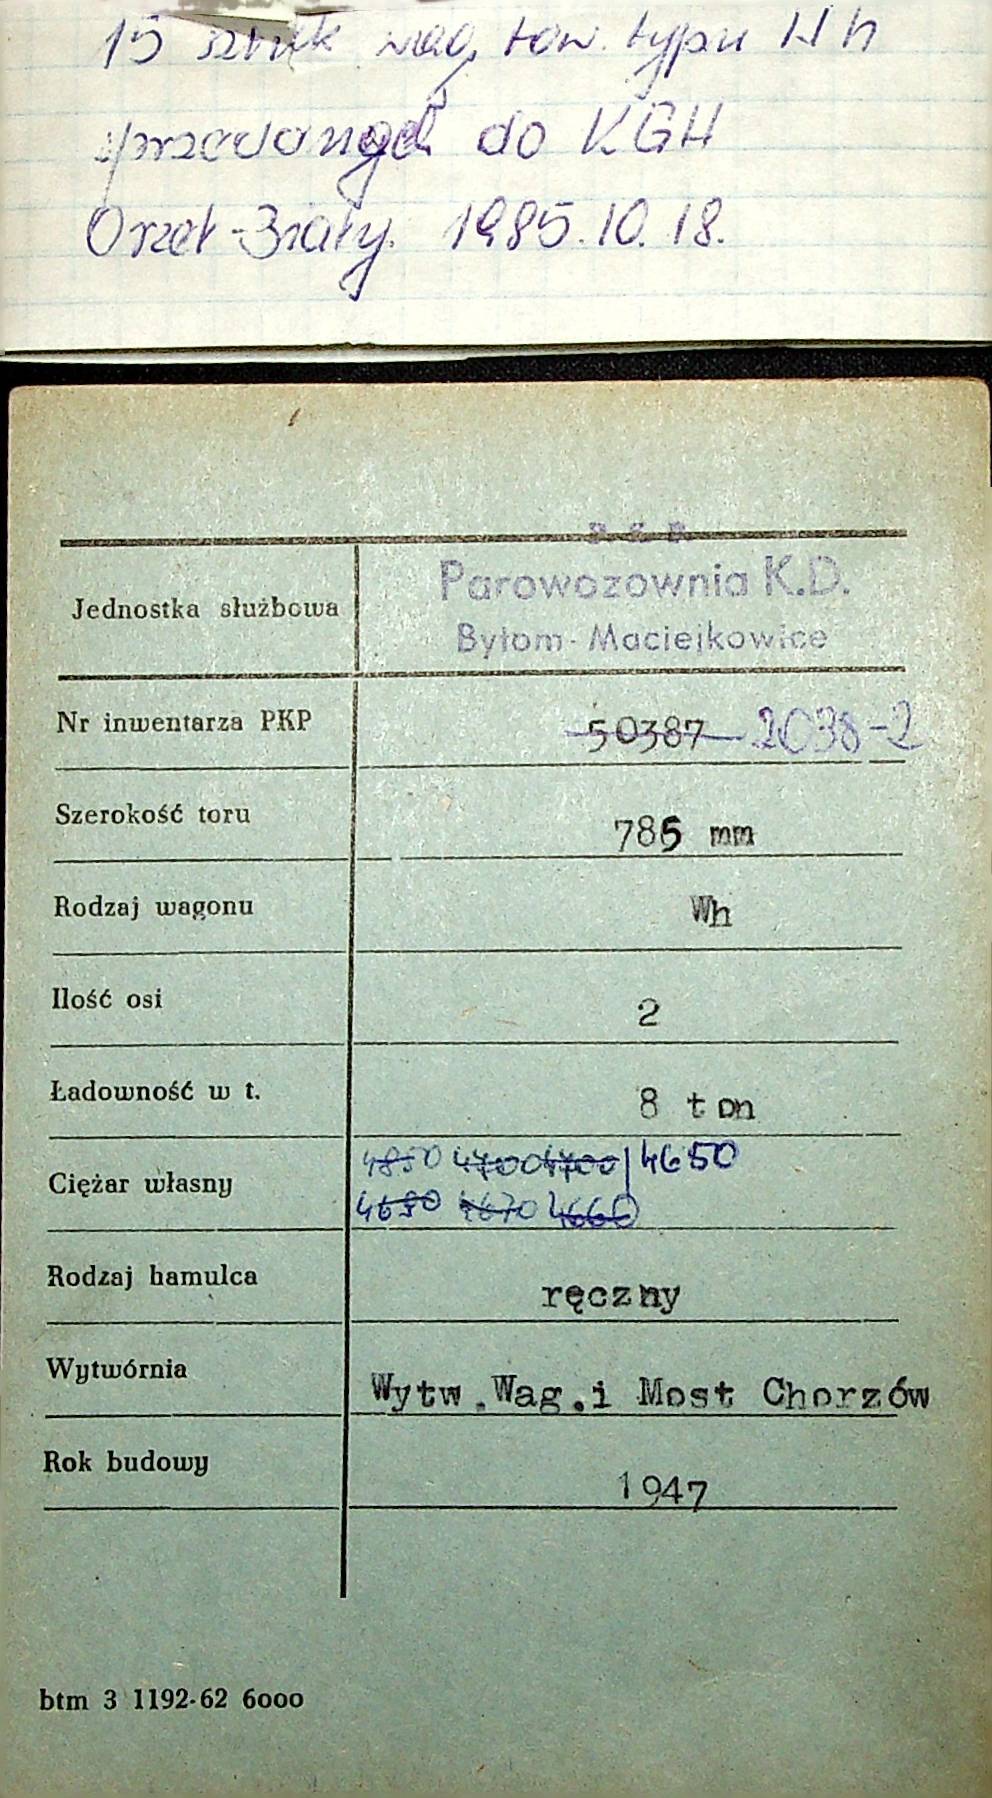 15 sztuk wag. tow. typu Wh
sprzedanych do KGH
Orzeł-Biały. 1985.10.18.
P. K. P.
Parowozownia K.D.
Bytom-Maciejkowice
Jednostka służbowa
Nr inwentarza PKP 50387 2038-2
Szerokość toru 785 mm
Rodzaj wagonu Wh
Ilość osi 2
Ładowność w t. 8 ton
4850 4700 4700 4650
Ciężar własny
4680 4670 4660
Rodzaj hamulca ręczny
Wytwórnia Wytw.Wag.i Most Chorzów
Rok budowy 1947
btm 3 1192-62 6000